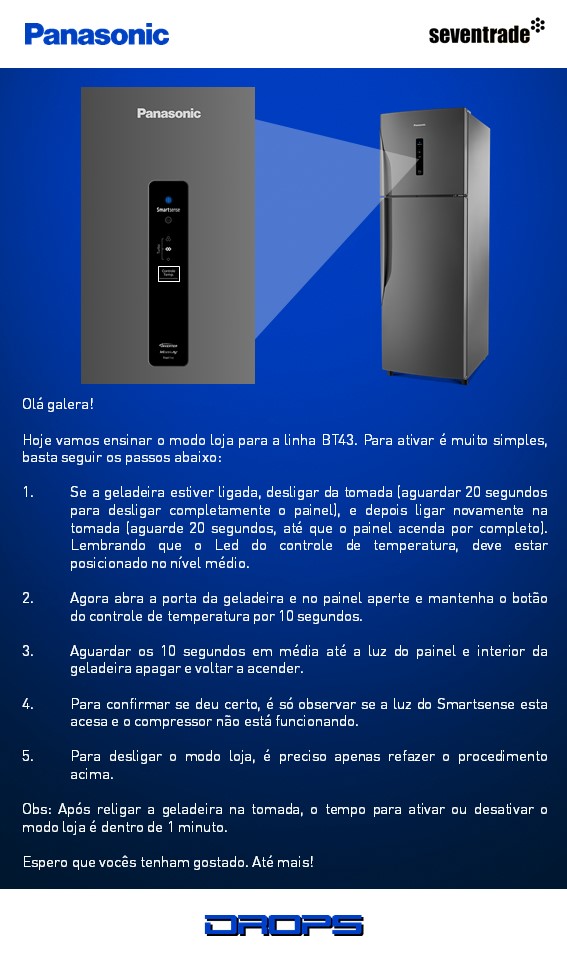 Panasonic
seventrade
Panasonic
Smartsense
Turbo
Controle
Temp.
Inverter
Panasonic
Olá galera!
Hoje vamos ensinar o modo loja para a linha BT43. Para ativar é muito simples,
basta seguir os passos abaixo:
1. Se a geladeira estiver ligada, desligar da tomada (aguardar 20 segundos
para desligar completamente o painel), e depois ligar novamente na
tomada (aguarde 20 segundos, até que o painel acenda por completo).
Lembrando que o Led do controle de temperatura, deve estar
posicionado no nível médio.
2. Agora abra a porta da geladeira e no painel aperte e mantenha o botão
do controle de temperatura por 10 segundos.
3. Aguardar os 10 segundos em média até a luz do painel e interior da
geladeira apagar e voltar a acender.
4. Para confirmar se deu certo, é só observar se a luz do Smartsense esta
acesa e o compressor não está funcionando.
5. Para desligar o modo loja, é preciso apenas refazer o procedimento
acima.
Obs: Após religar a geladeira na tomada, o tempo para ativar ou desativar o
modo loja é dentro de 1 minuto.
Espero que vocês tenham gostado. Até mais!
DROPS